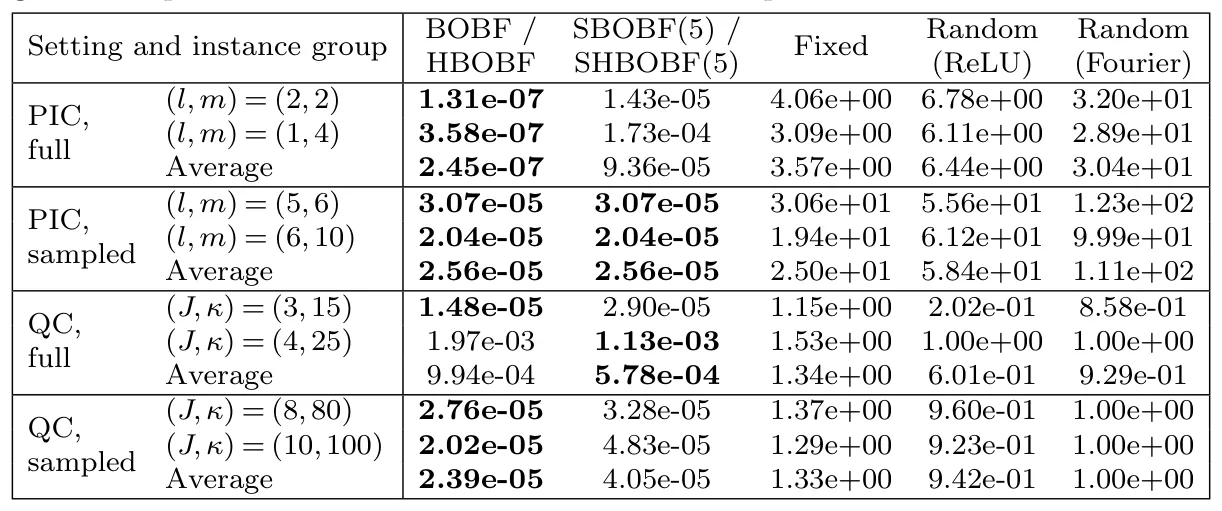 Setting and instance group BOBF / HBOBF SBOBF(5) / SHBOBF(5) Fixed Random (ReLU) Random (Fourier)
PIC, full (l, m) = (2, 2) 1.31e-07 1.43e-05 4.06e+00 6.78e+00 3.20e+01
(l, m) = (1, 4) 3.58e-07 1.73e-04 3.09e+00 6.11e+00 2.89e+01
Average 2.45e-07 9.36e-05 3.57e+00 6.44e+00 3.04e+01
PIC, sampled (l, m) = (5, 6) 3.07e-05 3.07e-05 3.06e+01 5.56e+01 1.23e+02
(l, m) = (6, 10) 2.04e-05 2.04e-05 1.94e+01 6.12e+01 9.99e+01
Average 2.56e-05 2.56e-05 2.50e+01 5.84e+01 1.11e+02
QC, full (J, κ) = (3, 15) 1.48e-05 2.90e-05 1.15e+00 2.02e-01 8.58e-01
(J, κ) = (4, 25) 1.97e-03 1.13e-03 1.53e+00 1.00e+00 1.00e+00
Average 9.94e-04 5.78e-04 1.34e+00 6.01e-01 9.29e-01
QC, sampled (J, κ) = (8, 80) 2.76e-05 3.28e-05 1.37e+00 9.60e-01 1.00e+00
(J, κ) = (10, 100) 2.02e-05 4.83e-05 1.29e+00 9.23e-01 1.00e+00
Average 2.39e-05 4.05e-05 1.33e+00 9.42e-01 1.00e+00